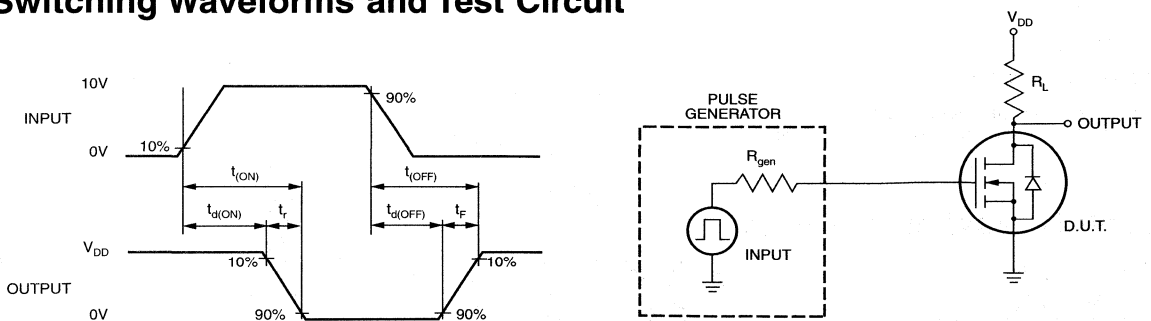 Switching Waveforms and Test Circuit
10V
INPUT
0V
10%
90%
t(ON)
t(OFF)
td(ON)
tr
td(OFF)
tF
VDD
OUTPUT
0V
10%
90%
10%
90%
PULSE
GENERATOR
Rgen
INPUT
VDD
RL
OUTPUT
D.U.T.